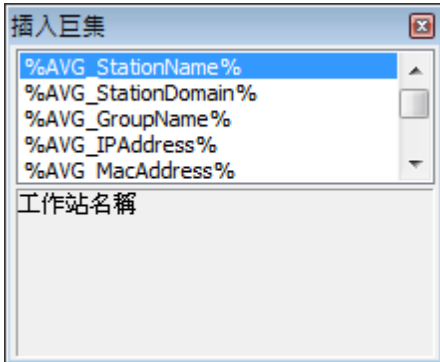 插入巨集
%AVG_StationName%
%AVG_StationDomain%
%AVG_GroupName%
%AVG_IPAddress%
%AVG_MacAddress%
工作站名稱